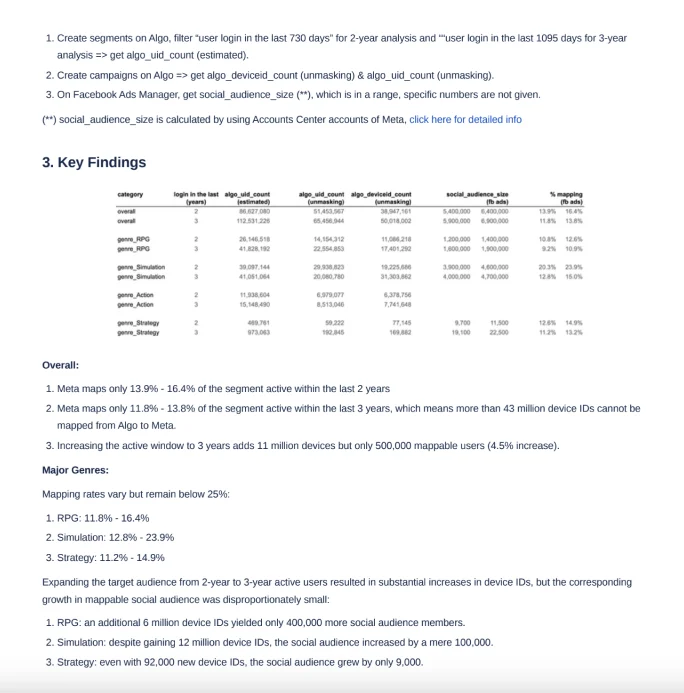 1. Create segments on Algo, filter "user login in the last 730 days" for 2-year analysis and ""user login in the last 1095 days for 3-year
analysis => get algo_uid_count (estimated).
2. Create campaigns on Algo => get algo_deviceid_count (unmasking) & algo_uid_count (unmasking).
3. On Facebook Ads Manager, get social_audience_size (**), which is in a range, specific numbers are not given.
(**) social_audience_size is calculated by using Accounts Center accounts of Meta, click here for detailed info
3. Key Findings
category login in the last (years) algo_uid_count (estimated) algo_uid_count (unmasking) algo_deviceid_count (unmasking) social_audience_size (fb ads) % mapping (fb ads)
overall 2 86,627,080 51,453,567 38,947,161 5,400,000 6,400,000 13.9% 16.4%
overall 3 112,531,226 65,456,944 50,018,002 5,900,000 6,900,000 11.8% 13.8%
genre_RPG 2 26,146,518 14,154,312 11,086,218 1,200,000 1,400,000 10.8% 12.6%
genre_RPG 3 41,828,192 22,554,853 17,401,292 1,600,000 1,900,000 9.2% 10.9%
genre_Simulation 2 39,097,144 29,938,823 19,225,666 3,900,000 4,600,000 20.3% 23.9%
genre_Simulation 3 41,051,064 20,080,780 31,303,862 4,000,000 4,700,000 12.8% 15.0%
genre_Action 2 11,938,604 6,979,077 6,378,756
genre_Action 3 15,148,490 8,513,046 7,741,648
genre_Strategy 2 469,761 59,222 77,145 9,700 11,500 12.6% 14.9%
genre_Strategy 3 973,063 192,845 169,882 19,100 22,500 11.2% 13.2%
Overall:
1. Meta maps only 13.9% - 16.4% of the segment active within the last 2 years
2. Meta maps only 11.8% - 13.8% of the segment active within the last 3 years, which means more than 43 million device IDs cannot be
mapped from Algo to Meta.
3. Increasing the active window to 3 years adds 11 million devices but only 500,000 mappable users (4.5% increase).
Major Genres:
Mapping rates vary but remain below 25%:
1. RPG: 11.8% - 16.4%
2. Simulation: 12.8% - 23.9%
3. Strategy: 11.2% - 14.9%
Expanding the target audience from 2-year to 3-year active users resulted in substantial increases in device IDs, but the corresponding
growth in mappable social audience was disproportionately small:
1. RPG: an additional 6 million device IDs yielded only 400,000 more social audience members.
2. Simulation: despite gaining 12 million device IDs, the social audience increased by a mere 100,000.
3. Strategy: even with 92,000 new device IDs, the social audience grew by only 9,000.